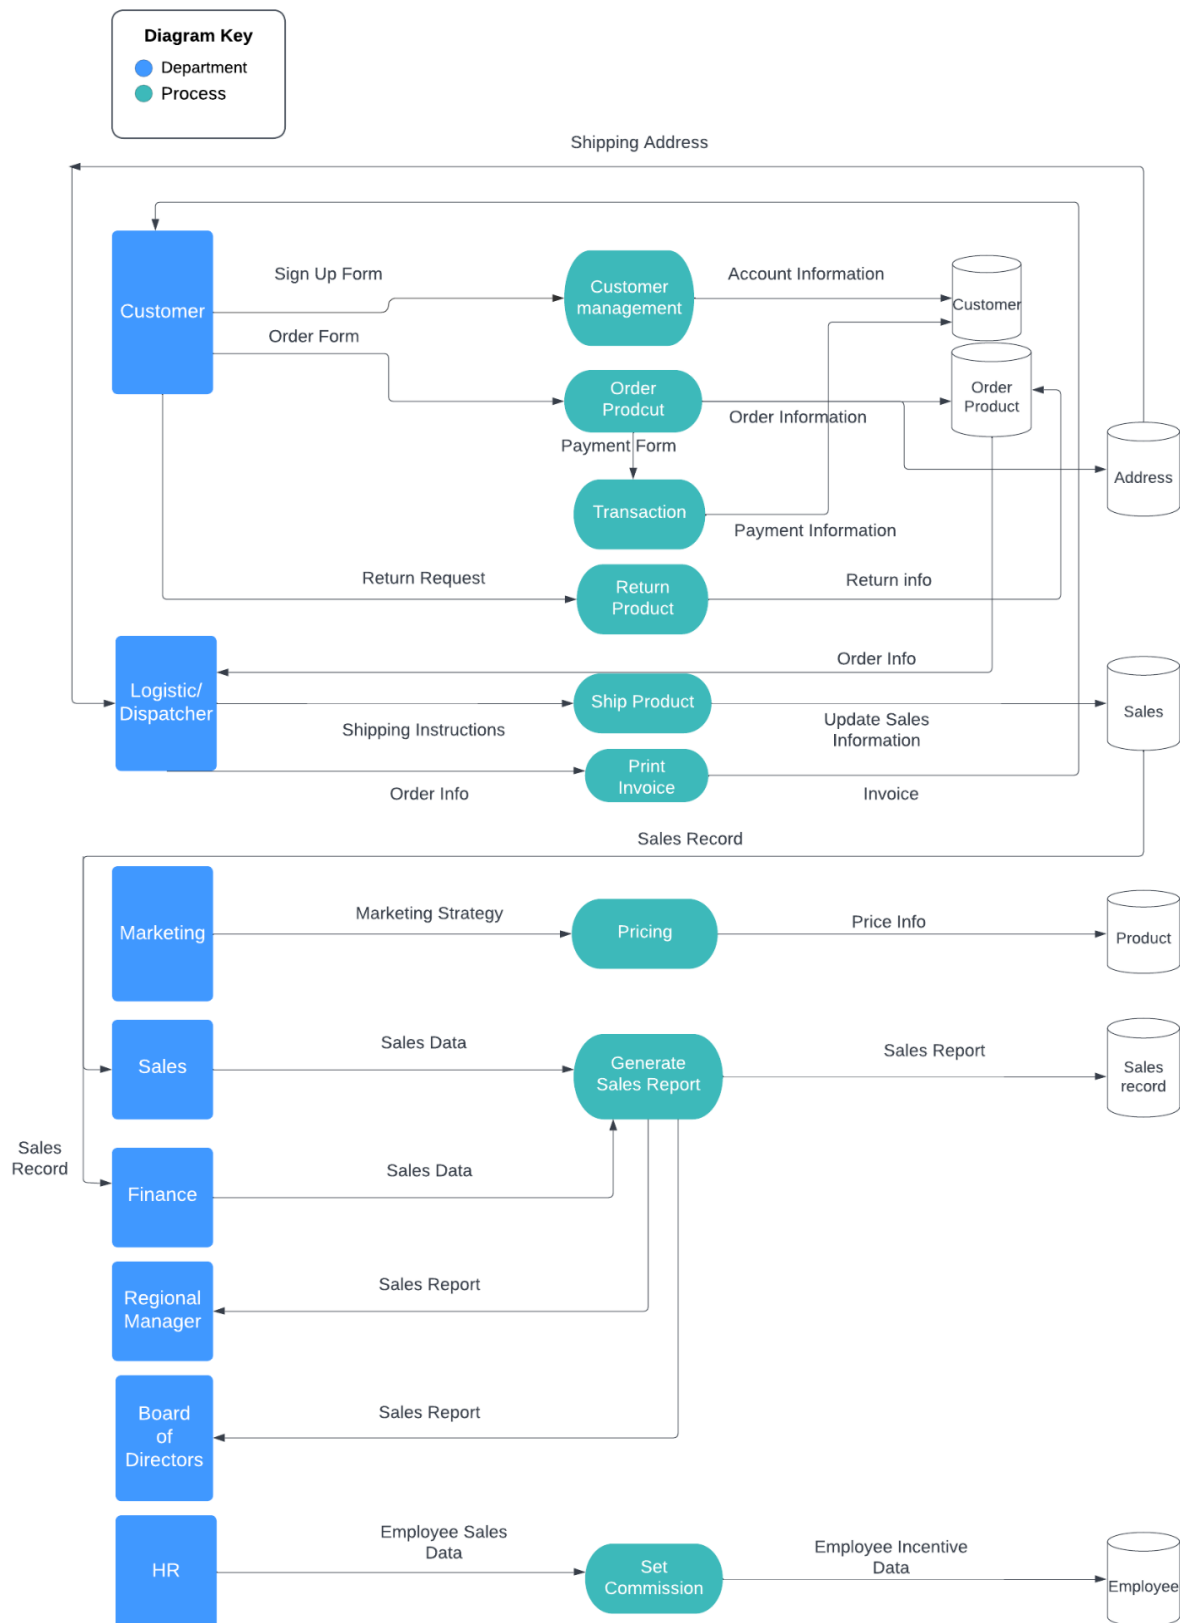 Diagram Key
Department
Process
Shipping Address
Sign Up Form
Customer
management
Account Information
Customer
Customer
Order Form
Order
Prodcut
Order Information
Order
Product
Payment Form
Address
Transaction
Payment Information
Return Request
Return
Product
Return info
Order Info
Logistic/
Dispatcher
Ship Product
Sales
Shipping Instructions
Update Sales
Information
Print
Invoice
Order Info
Invoice
Sales Record
Marketing
Marketing Strategy
Pricing
Price Info
Product
Sales
Sales Data
Generate
Sales Report
Sales Report
Sales
record
Sales
Record
Finance
Sales Data
Regional
Manager
Sales Report
Board
of
Directors
Sales Report
HR
Employee Sales
Data
Set
Commission
Employee Incentive
Data
Employee